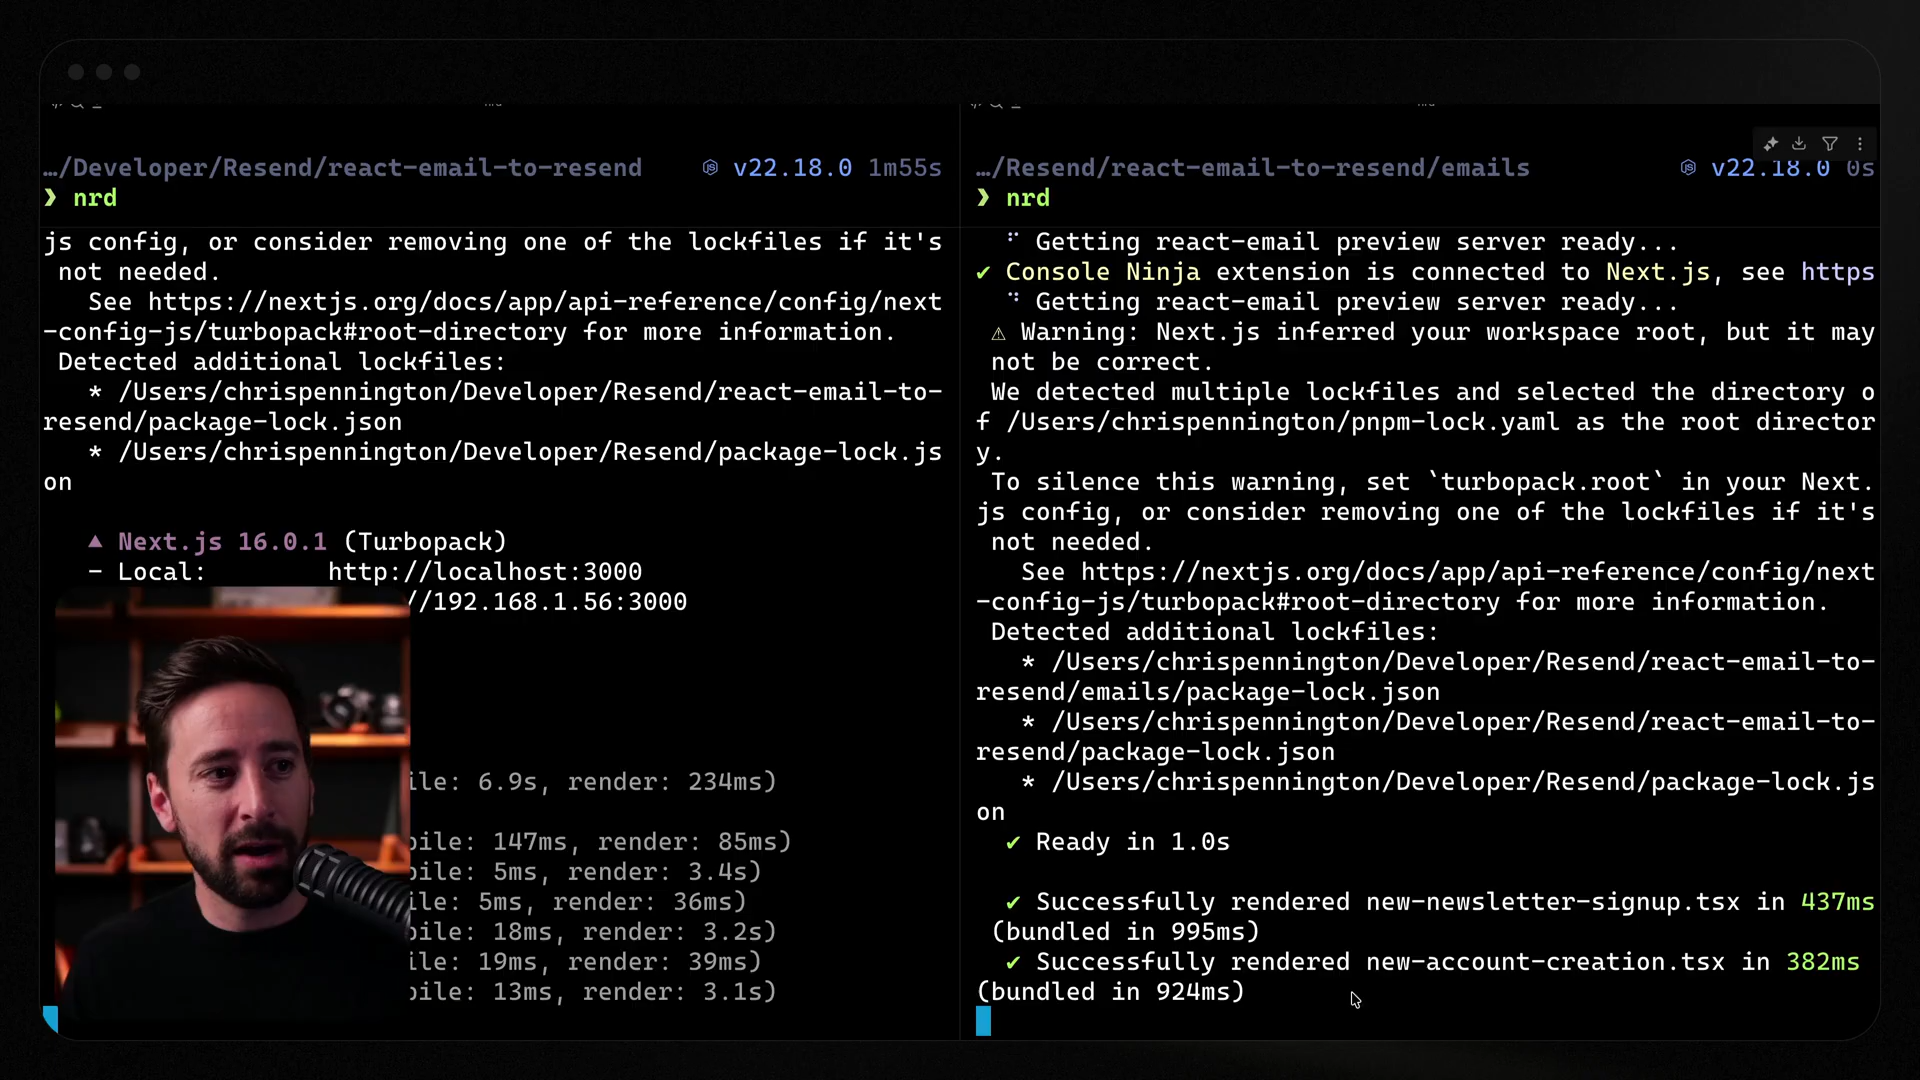 …/Developer/Resend/react-email-to-resend v22.18.0 1m55s
❯ nrd
js config, or consider removing one of the lockfiles if it's
not needed.
See https://nextjs.org/docs/app/api-reference/config/next
-config-js/turbopack#root-directory for more information.
Detected additional lockfiles:
* /Users/chrispennington/Developer/Resend/react-email-to-
resend/package-lock.json
* /Users/chrispennington/Developer/Resend/package-lock.js
on
▲ Next.js 16.0.1 (Turbopack)
- Local: http://localhost:3000
//192.168.1.56:3000
ile: 6.9s, render: 234ms)
pile: 147ms, render: 85ms)
pile: 5ms, render: 3.4s)
ile: 5ms, render: 36ms)
pile: 18ms, render: 3.2s)
ile: 19ms, render: 39ms)
pile: 13ms, render: 3.1s)
…/Resend/react-email-to-resend/emails v22.18.0 0s
❯ nrd
Getting react-email preview server ready...
✔ Console Ninja extension is connected to Next.js, see https
Getting react-email preview server ready...
⚠ Warning: Next.js inferred your workspace root, but it may
not be correct.
We detected multiple lockfiles and selected the directory o
f /Users/chrispennington/pnpm-lock.yaml as the root director
y.
To silence this warning, set `turbopack.root` in your Next.
js config, or consider removing one of the lockfiles if it's
not needed.
See https://nextjs.org/docs/app/api-reference/config/next
-config-js/turbopack#root-directory for more information.
Detected additional lockfiles:
* /Users/chrispennington/Developer/Resend/react-email-to-
resend/emails/package-lock.json
* /Users/chrispennington/Developer/Resend/react-email-to-
resend/package-lock.json
* /Users/chrispennington/Developer/Resend/package-lock.js
on
✔ Ready in 1.0s
✔ Successfully rendered new-newsletter-signup.tsx in 437ms
(bundled in 995ms)
✔ Successfully rendered new-account-creation.tsx in 382ms
(bundled in 924ms)